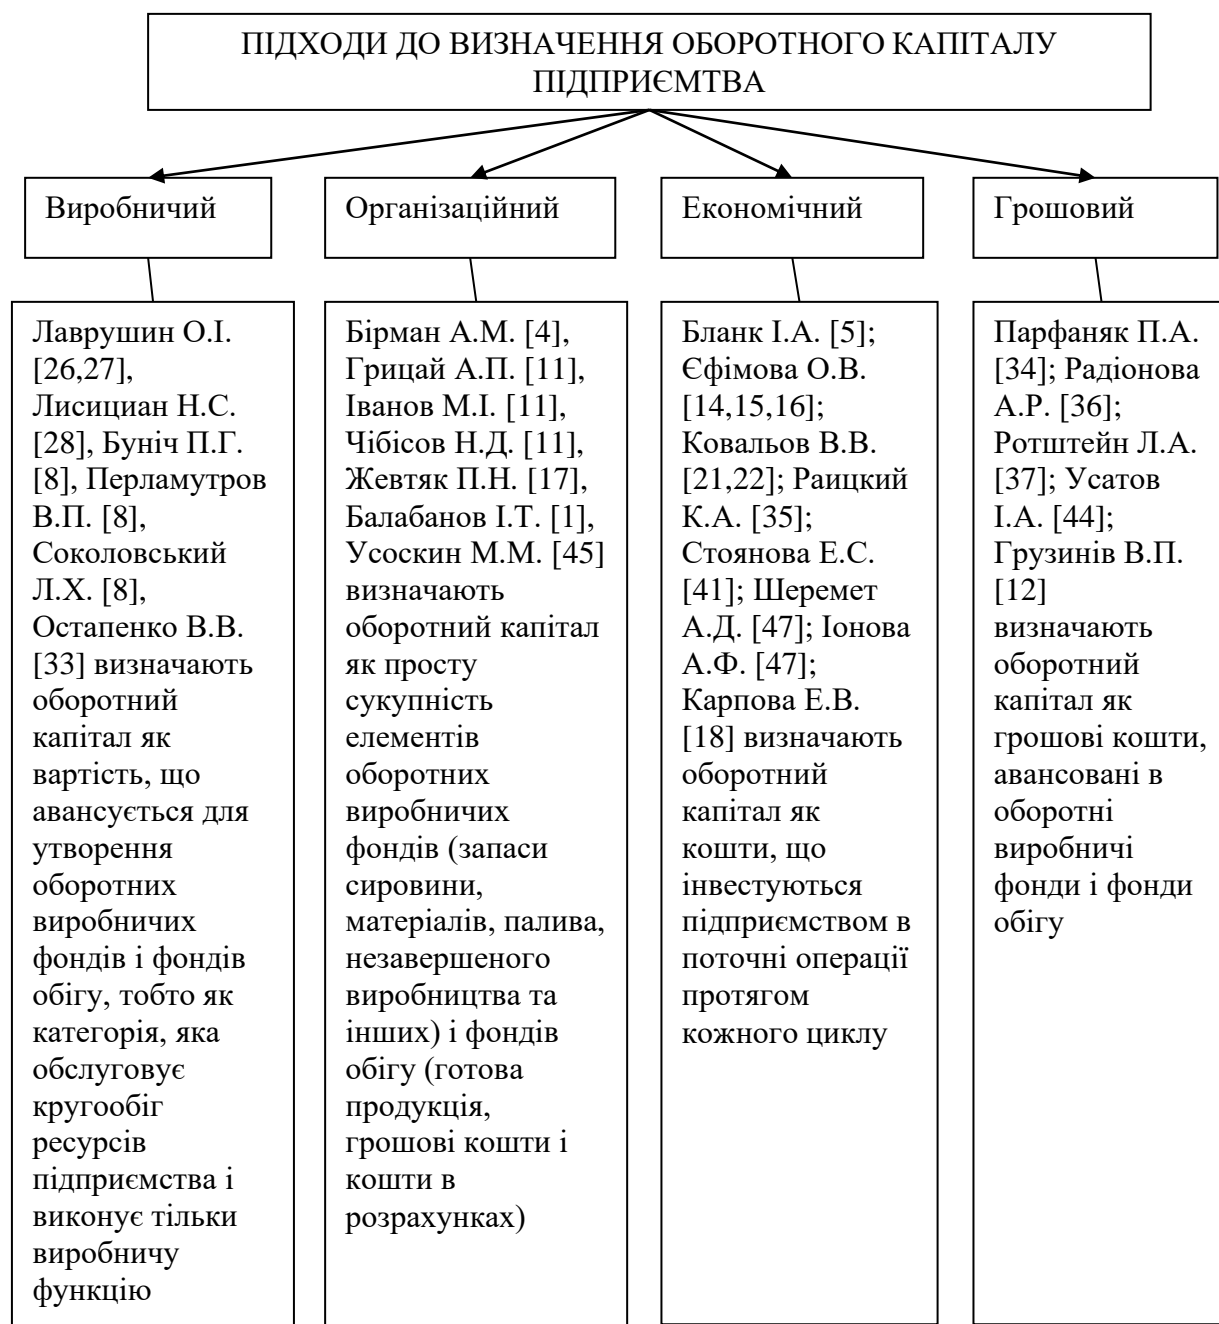 ПІДХОДИ ДО ВИЗНАЧЕННЯ ОБОРОТНОГО КАПІТАЛУ
ПІДПРИЄМТВА
Виробничий
Організаційний
Економічний
Грошовий
Лаврушин О.І.
[26,27],
Лисициан Н.С.
[28], Буніч П.Г.
[8], Перламутров
В.П. [8],
Соколовський
Л.Х. [8],
Остапенко В.В.
[33] визначають
оборотний
капітал як
вартість, що
авансується для
утворення
оборотних
виробничих
фондів і фондів
обігу, тобто як
категорія, яка
обслуговує
кругообіг
ресурсів
підприємства і
виконує тільки
виробничу
функцію
Бірман А.М. [4],
Грицай А.П. [11],
Іванов М.І. [11],
Чібісов Н.Д. [11],
Жевтяк П.Н. [17],
Балабанов І.Т. [1],
Усоскин М.М. [45]
визначають
оборотний капітал
як просту
сукупність
елементів
оборотних
виробничих
фондів (запаси
сировини,
матеріалів, палива,
незавершеного
виробництва та
інших) і фондів
обігу (готова
продукція,
грошові кошти і
кошти в
розрахунках)
Бланк І.А. [5];
Єфімова О.В.
[14,15,16];
Ковальов В.В.
[21,22]; Раицкий
К.А. [35];
Стоянова Е.С.
[41]; Шеремет
А.Д. [47]; Іонова
А.Ф. [47];
Карпова Е.В.
[18] визначають
оборотний
капітал як
кошти, що
інвестуються
підприємством в
поточні операції
протягом
кожного циклу
Парфаняк П.А.
[34]; Радіонова
А.Р. [36];
Ротштейн Л.А.
[37]; Усатов
І.А. [44];
Грузинів В.П.
[12]
визначають
оборотний
капітал як
грошові кошти,
авансовані в
оборотні
виробничі
фонди і фонди
обігу